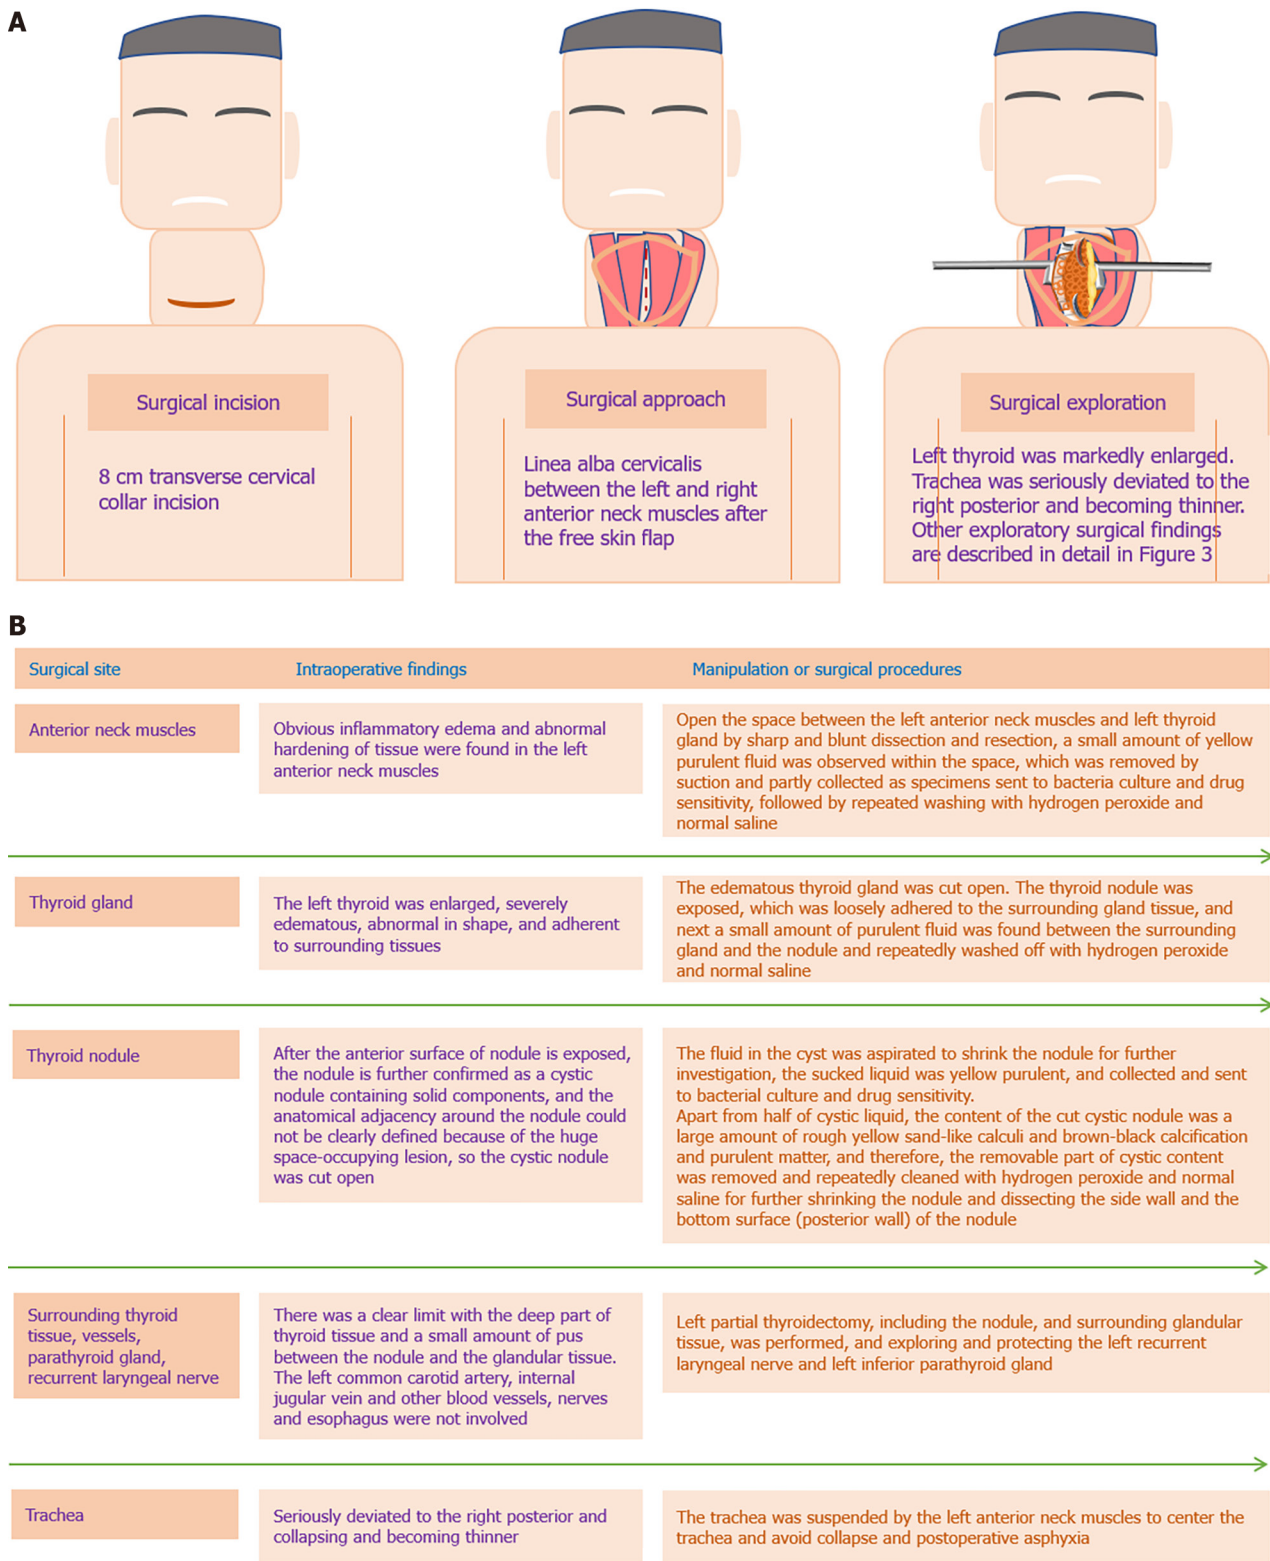 A
Surgical incision
8 cm transverse cervical
collar incision
Surgical approach
Linea alba cervicalis
between the left and right
anterior neck muscles after
the free skin flap
Surgical exploration
Left thyroid was markedly enlarged.
Trachea was seriously deviated to the
right posterior and becoming thinner.
Other exploratory surgical findings
are described in detail in Figure 3
B
Surgical site
Intraoperative findings
Manipulation or surgical procedures
Anterior neck muscles
Obvious inflammatory edema and abnormal
hardening of tissue were found in the left
anterior neck muscles
Open the space between the left anterior neck muscles and left thyroid
gland by sharp and blunt dissection and resection, a small amount of yellow
purulent fluid was observed within the space, which was removed by
suction and partly collected as specimens sent to bacteria culture and drug
sensitivity, followed by repeated washing with hydrogen peroxide and
normal saline
Thyroid gland
The left thyroid was enlarged, severely
edematous, abnormal in shape, and adherent
to surrounding tissues
The edematous thyroid gland was cut open. The thyroid nodule was
exposed, which was loosely adhered to the surrounding gland tissue, and
next a small amount of purulent fluid was found between the surrounding
gland and the nodule and repeatedly washed off with hydrogen peroxide
and normal saline
Thyroid nodule
After the anterior surface of nodule is exposed,
the nodule is further confirmed as a cystic
nodule containing solid components, and the
anatomical adjacency around the nodule could
not be clearly defined because of the huge
space-occupying lesion, so the cystic nodule
was cut open
The fluid in the cyst was aspirated to shrink the nodule for further
investigation, the sucked liquid was yellow purulent, and collected and sent
to bacterial culture and drug sensitivity.
Apart from half of cystic liquid, the content of the cut cystic nodule was a
large amount of rough yellow sand-like calculi and brown-black calcification
and purulent matter, and therefore, the removable part of cystic content
was removed and repeatedly cleaned with hydrogen peroxide and normal
saline for further shrinking the nodule and dissecting the side wall and the
bottom surface (posterior wall) of the nodule
Surrounding thyroid
tissue, vessels,
parathyroid gland,
recurrent laryngeal nerve
There was a clear limit with the deep part of
thyroid tissue and a small amount of pus
between the nodule and the glandular tissue.
The left common carotid artery, internal
jugular vein and other blood vessels, nerves
and esophagus were not involved
Left partial thyroidectomy, including the nodule, and surrounding glandular
tissue, was performed, and exploring and protecting the left recurrent
laryngeal nerve and left inferior parathyroid gland
Trachea
Seriously deviated to the right posterior and
collapsing and becoming thinner
The trachea was suspended by the left anterior neck muscles to center the
trachea and avoid collapse and postoperative asphyxia